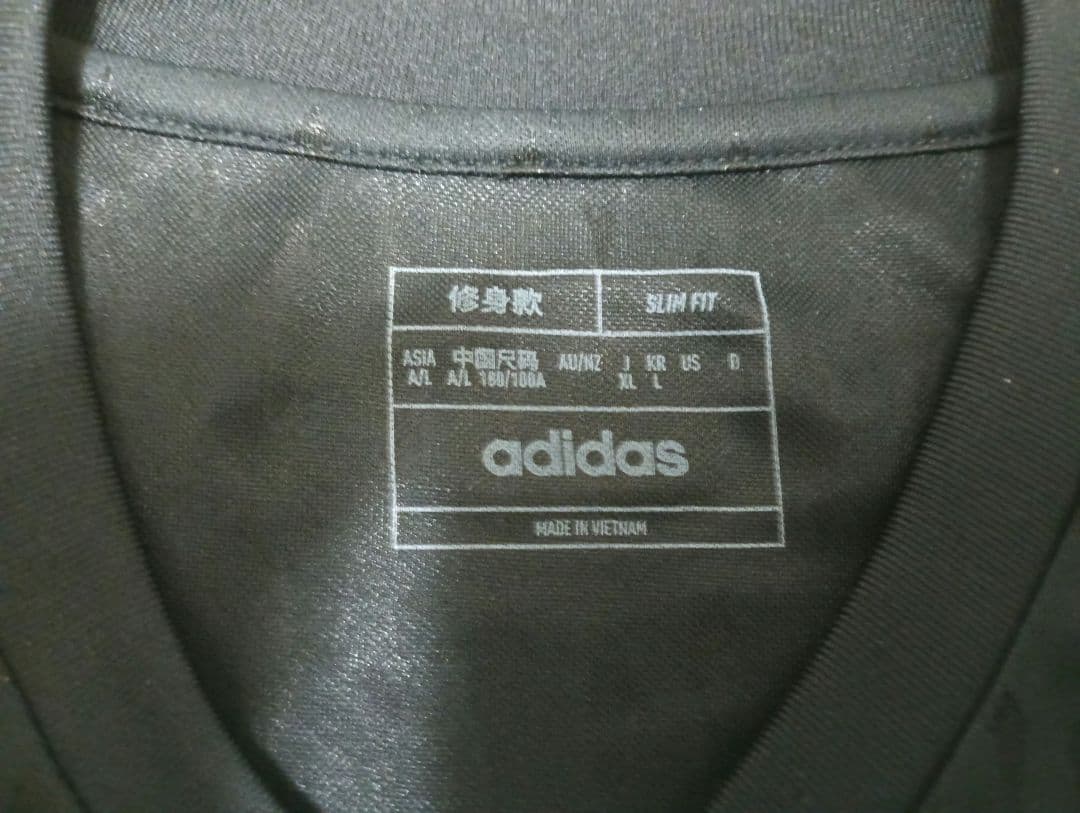 修身款 SLIM FIT
ASIA 中国尺码 AU/NZ J KR US D
A/L A/L 180/100A XL L
adidas
MADE IN VIETNAM